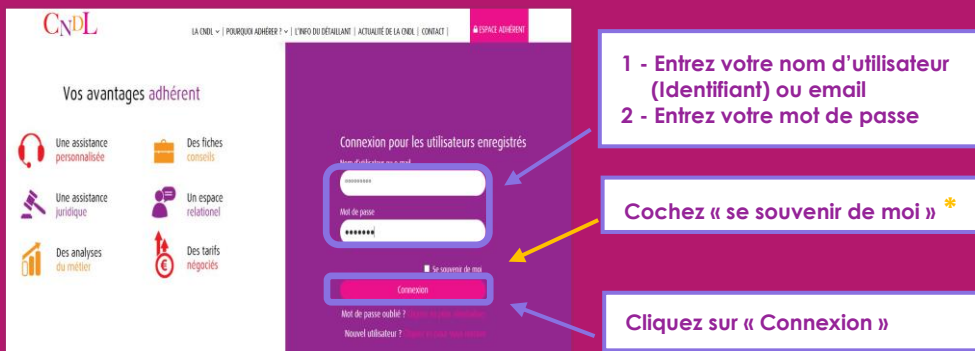 CNDL
LA CNDL | POURQUOI ADHÉRER ? | L'INFO DU DÉTAILLANT | ACTUALITÉ DE LA CNDL | CONTACT |
ESPACE ADHÉRENT
Vos avantages adhérent
Une assistance
personnalisée
Des fiches
conseils
Une assistance
juridique
Un espace
relationel
Des analyses
du métier
Des tarifs
négociés
Connexion pour les utilisateurs enregistrés
Nom d'utilisateur ou e-mail
Mot de passe
Se souvenir de moi
Connexion
Mot de passe oublié ?
Nouvel utilisateur ?
1 - Entrez votre nom d'utilisateur
(Identifiant) ou email
2 - Entrez votre mot de passe
Cochez « se souvenir de moi » *
Cliquez sur « Connexion »